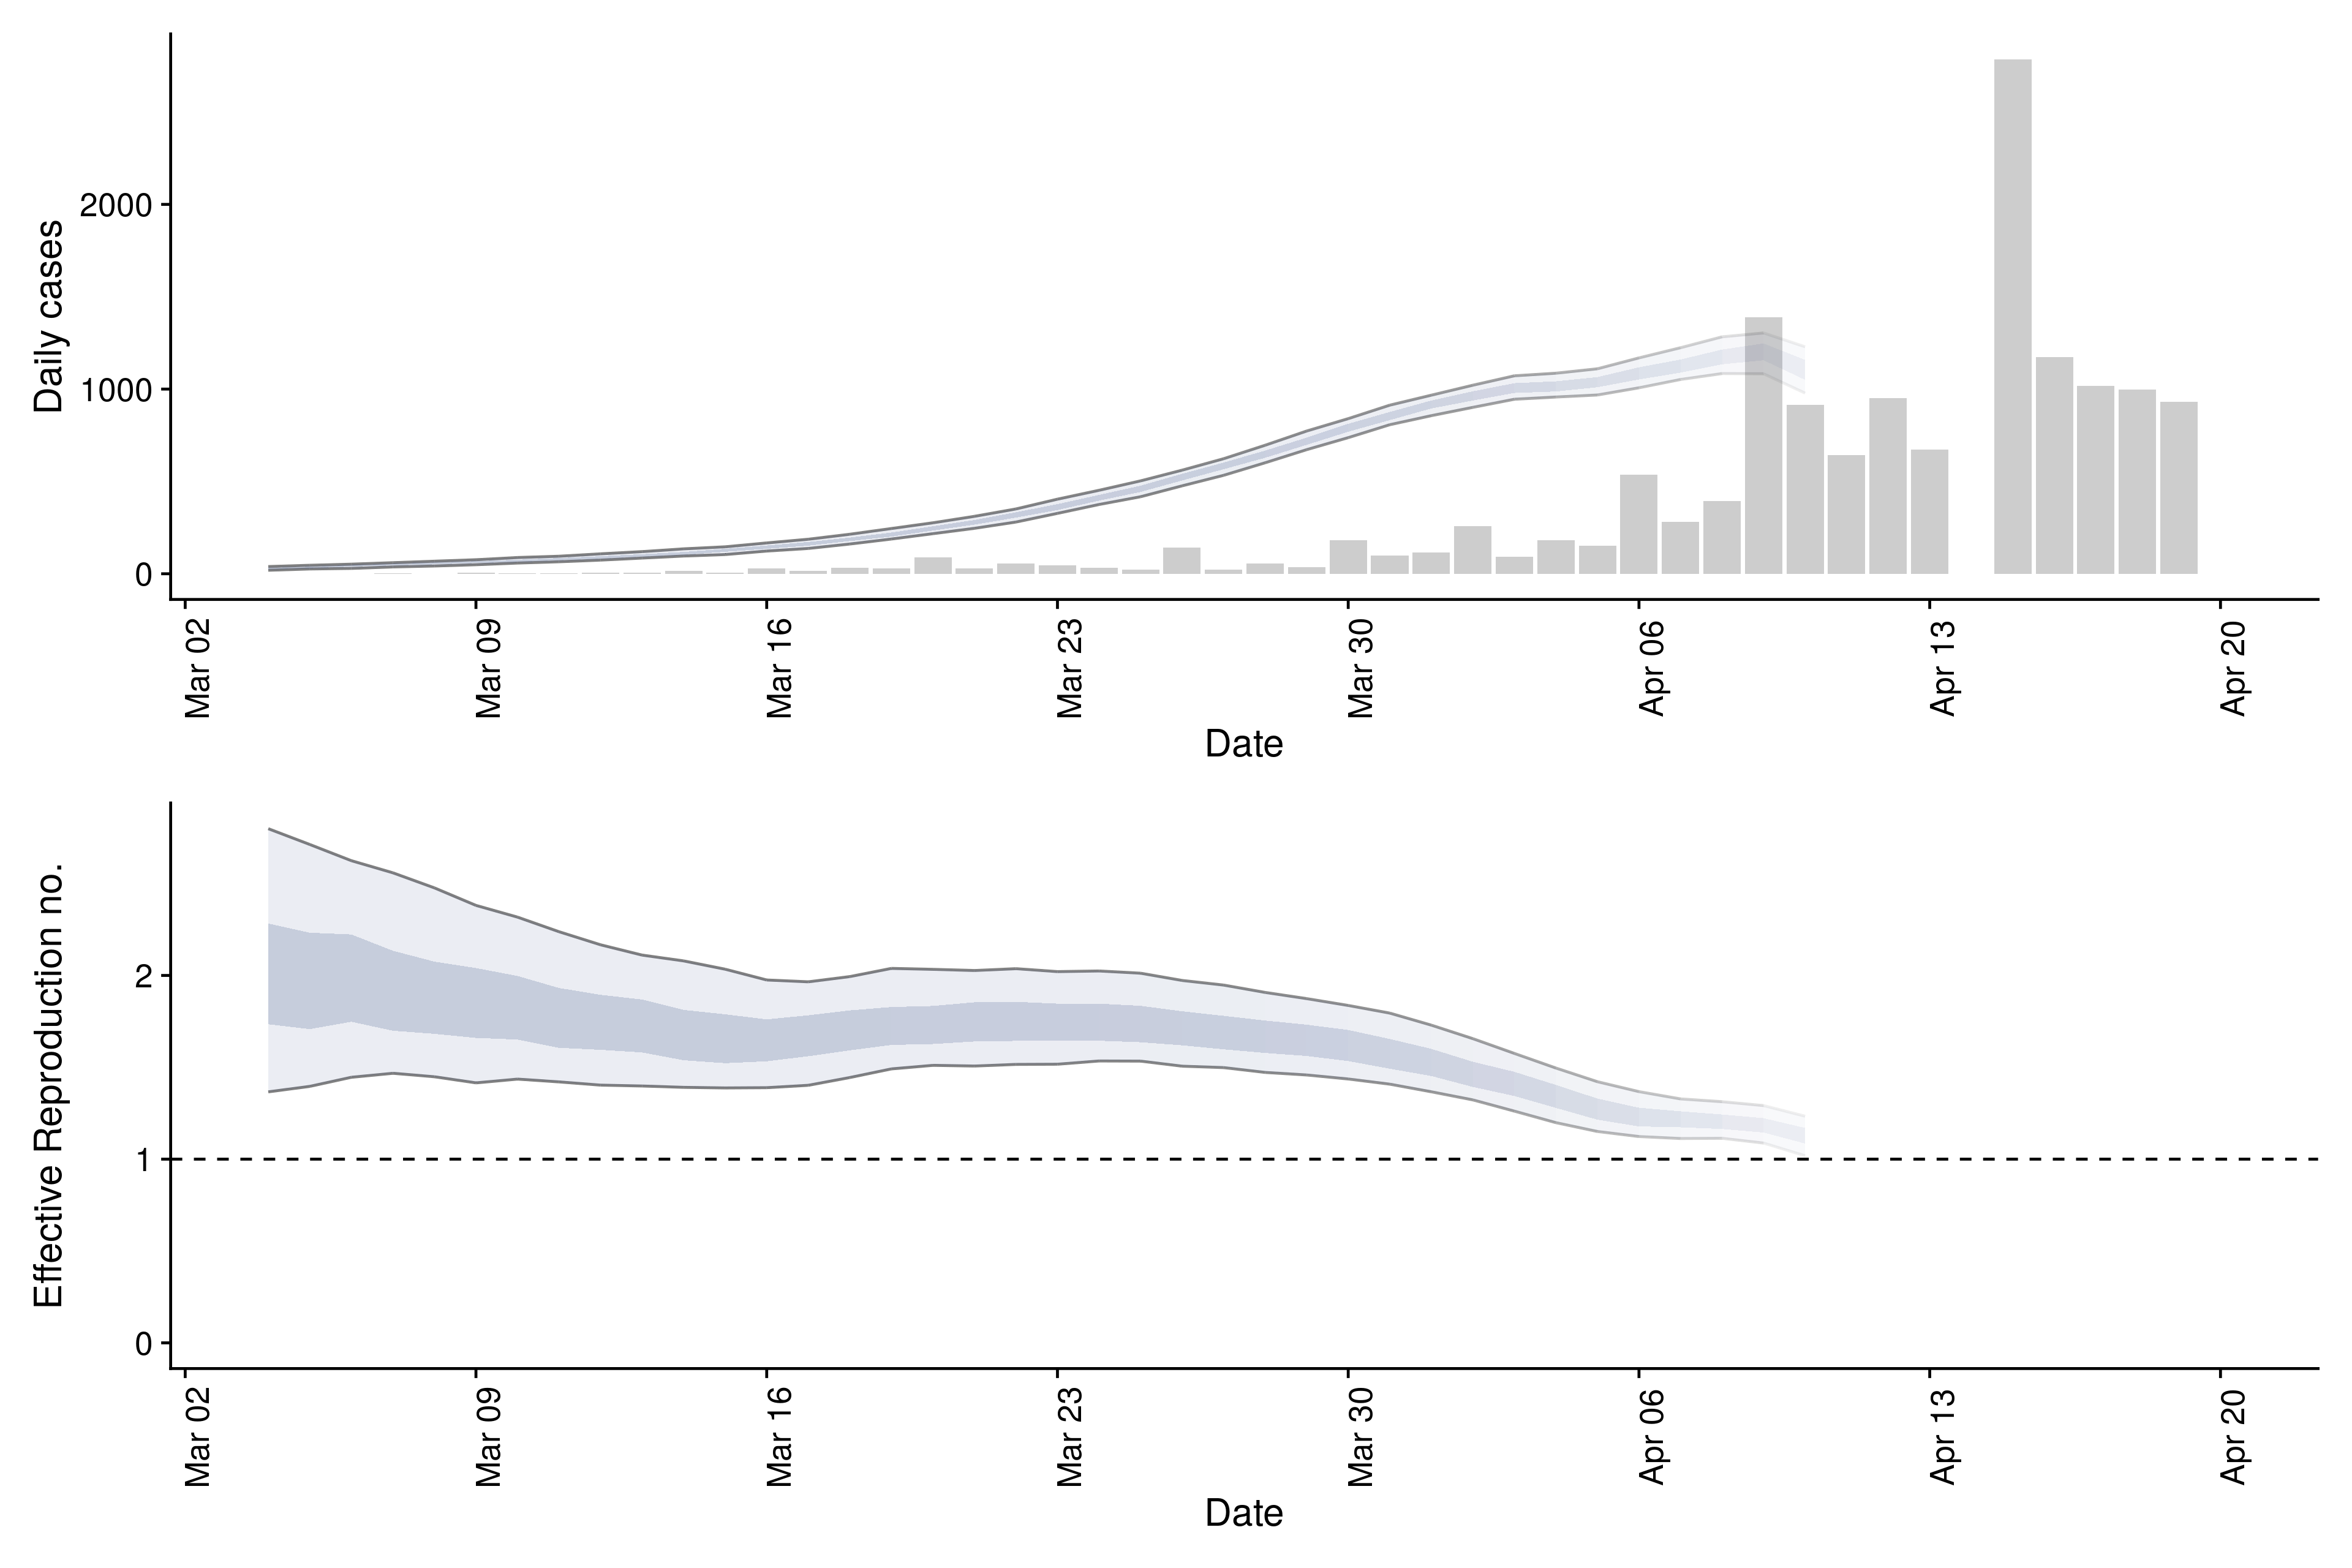 Daily cases
2000
1000
0
Mar 02
Mar 09
Mar 16
Mar 23
Mar 30
Apr 06
Apr 13
Apr 20
Date
Effective Reproduction no.
2
1
0
Mar 02
Mar 09
Mar 16
Mar 23
Mar 30
Apr 06
Apr 13
Apr 20
Date